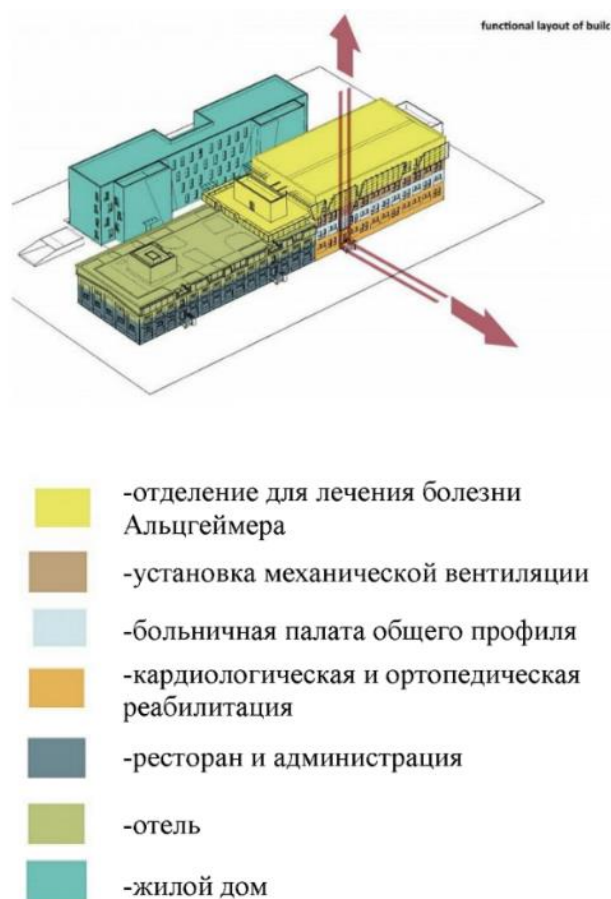 functional layout of build
-отделение для лечения болезни
Альцгеймера
-установка механической вентиляции
-больничная палата общего профиля
-кардиологическая и ортопедическая
реабилитация
-ресторан и администрация
-отель
-жилой дом